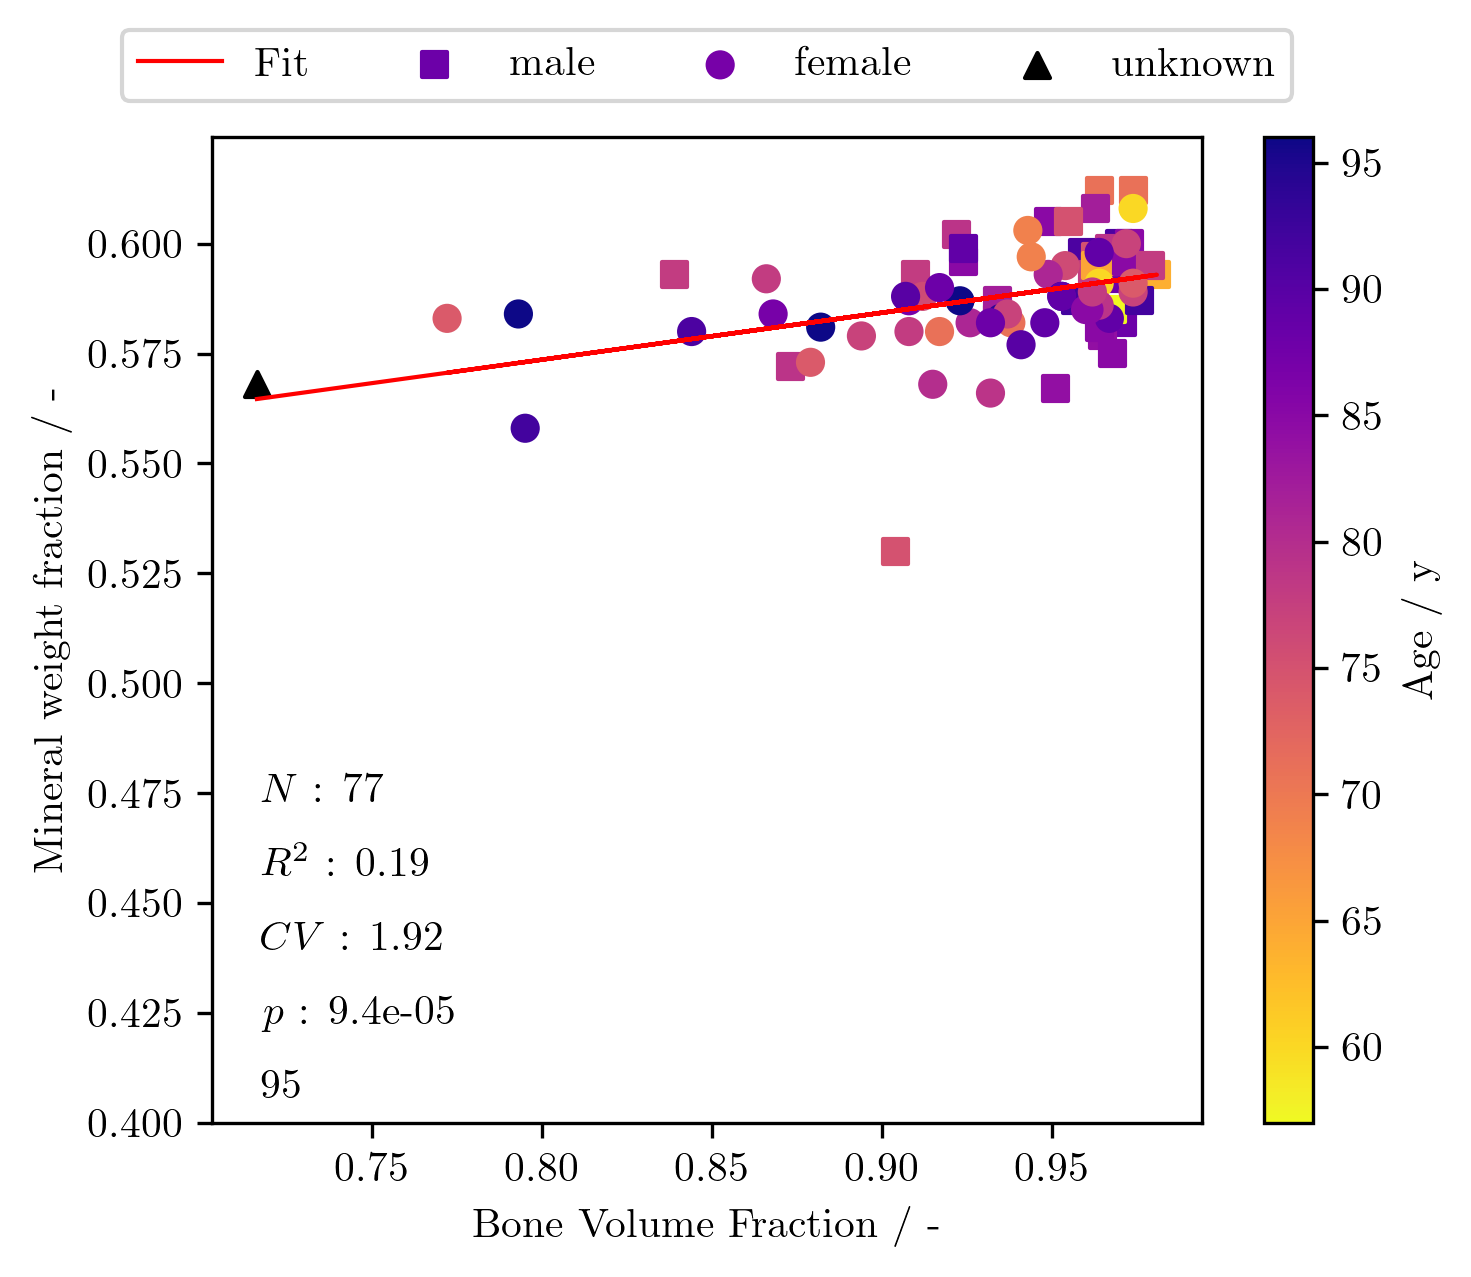 Fit male female unknown
0.600
0.575
0.550
0.525
0.500
0.475
0.450
0.425
0.400
Mineral weight fraction / -
N : 77
R² : 0.19
CV : 1.92
p : 9.4e-05
95
0.75 0.80 0.85 0.90 0.95
Bone Volume Fraction / -
95
90
85
80
75
70
65
60
Age / y